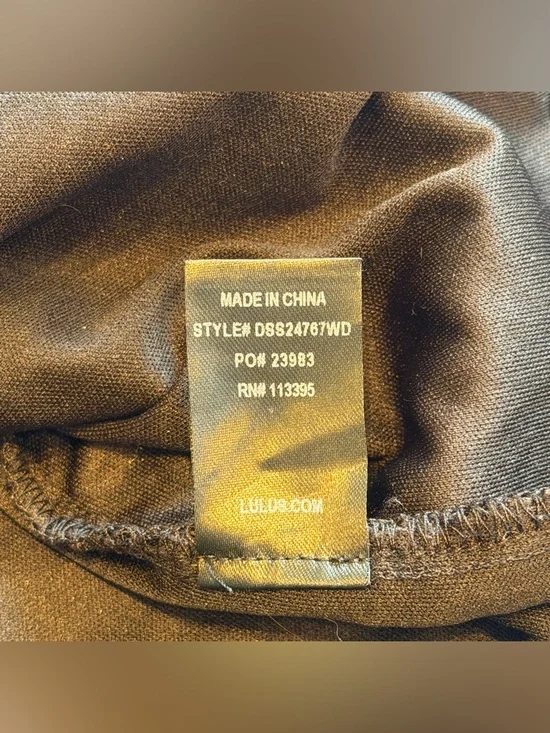 MADE IN CHINA
STYLE# DSS24767WD
PO# 23983
RN# 113395
LULUS.COM